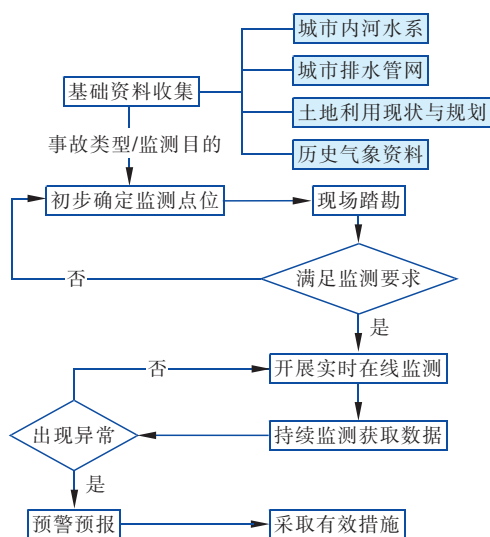 城市内河水系
城市排水管网
基础资料收集
土地利用现状与规划
事故类型/监测目的
历史气象资料
初步确定监测点位
现场踏勘
否
满足监测要求
是
否
开展实时在线监测
出现异常
持续监测获取数据
是
预警预报
采取有效措施